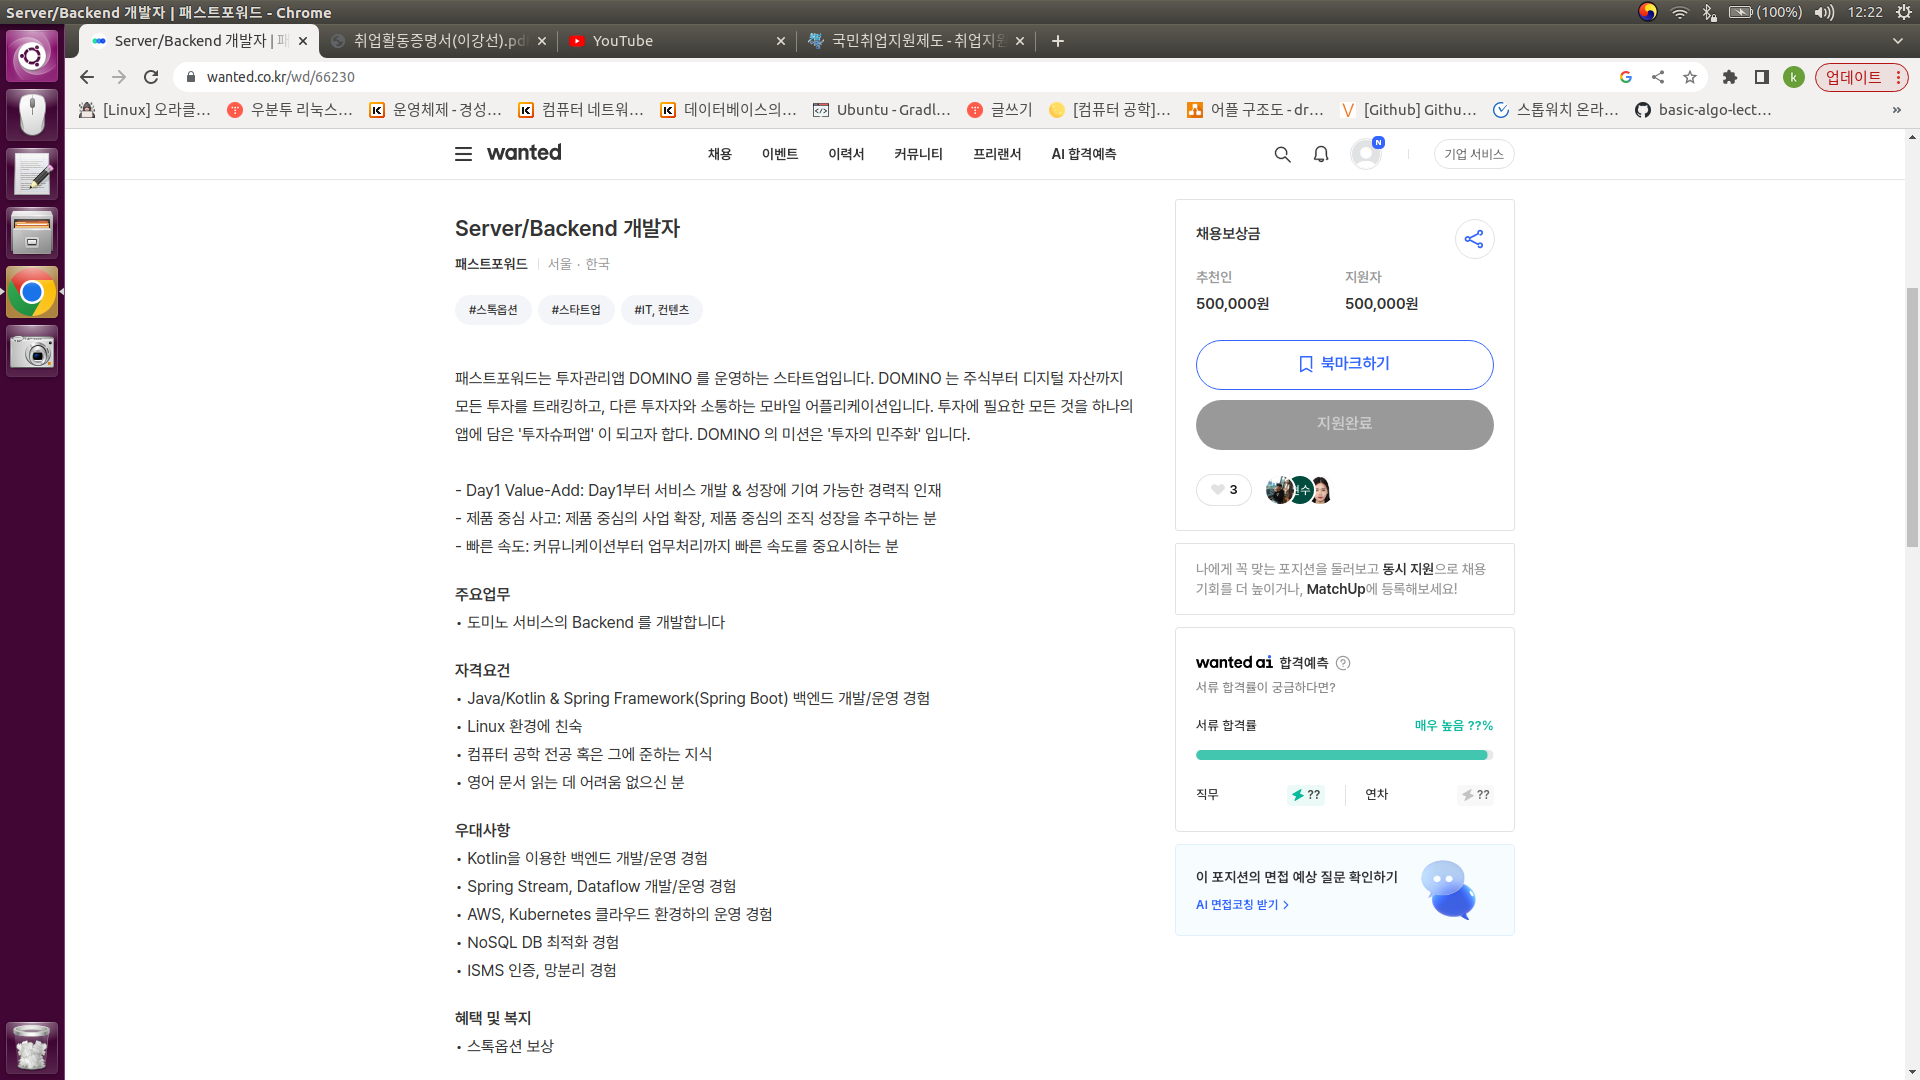 Server/Backend 개발자 | 패스트포워드 - Chrome
(100%)
12:22
Server/Backend 개발자 | 패
취업활동증명서(이강선).pd
YouTube
국민취업지원제도 - 취업지원
wanted.co.kr/wd/66230
k
업데이트
[Linux] 오라클...
우분투 리눅스...
운영체제 - 경성...
컴퓨터 네트워...
데이터베이스의...
Ubuntu - Gradl...
글쓰기
[컴퓨터 공학]...
어플 구조도 - dr...
[Github] Githu...
스톱워치 온라...
basic-algo-lect...
»
wanted
채용
이벤트
이력서
커뮤니티
프리랜서
AI 합격예측
N
기업 서비스
Server/Backend 개발자
패스트포워드
서울 · 한국
#스톡옵션
#스타트업
#IT, 컨텐츠
패스트포워드는 투자관리앱 DOMINO 를 운영하는 스타트업입니다. DOMINO 는 주식부터 디지털 자산까지
모든 투자를 트래킹하고, 다른 투자자와 소통하는 모바일 어플리케이션입니다. 투자에 필요한 모든 것을 하나의
앱에 담은 '투자슈퍼앱' 이 되고자 합다. DOMINO 의 미션은 '투자의 민주화' 입니다.
- Day1 Value-Add: Day1부터 서비스 개발 & 성장에 기여 가능한 경력직 인재
- 제품 중심 사고: 제품 중심의 사업 확장, 제품 중심의 조직 성장을 추구하는 분
- 빠른 속도: 커뮤니케이션부터 업무처리까지 빠른 속도를 중요시하는 분
주요업무
• 도미노 서비스의 Backend 를 개발합니다
자격요건
• Java/Kotlin & Spring Framework(Spring Boot) 백엔드 개발/운영 경험
• Linux 환경에 친숙
• 컴퓨터 공학 전공 혹은 그에 준하는 지식
• 영어 문서 읽는 데 어려움 없으신 분
우대사항
• Kotlin을 이용한 백엔드 개발/운영 경험
• Spring Stream, Dataflow 개발/운영 경험
• AWS, Kubernetes 클라우드 환경하의 운영 경험
• NoSQL DB 최적화 경험
• ISMS 인증, 망분리 경험
혜택 및 복지
• 스톡옵션 보상
채용보상금
추천인
지원자
500,000원
500,000원
북마크하기
지원완료
3
현수
나에게 꼭 맞는 포지션을 둘러보고 동시 지원으로 채용
기회를 더 높이거나, MatchUp에 등록해보세요!
wanted ai 합격예측 ?
서류 합격률이 궁금하다면?
서류 합격률
매우 높음 ??%
직무
??
연차
??
이 포지션의 면접 예상 질문 확인하기
AI 면접코칭 받기 >